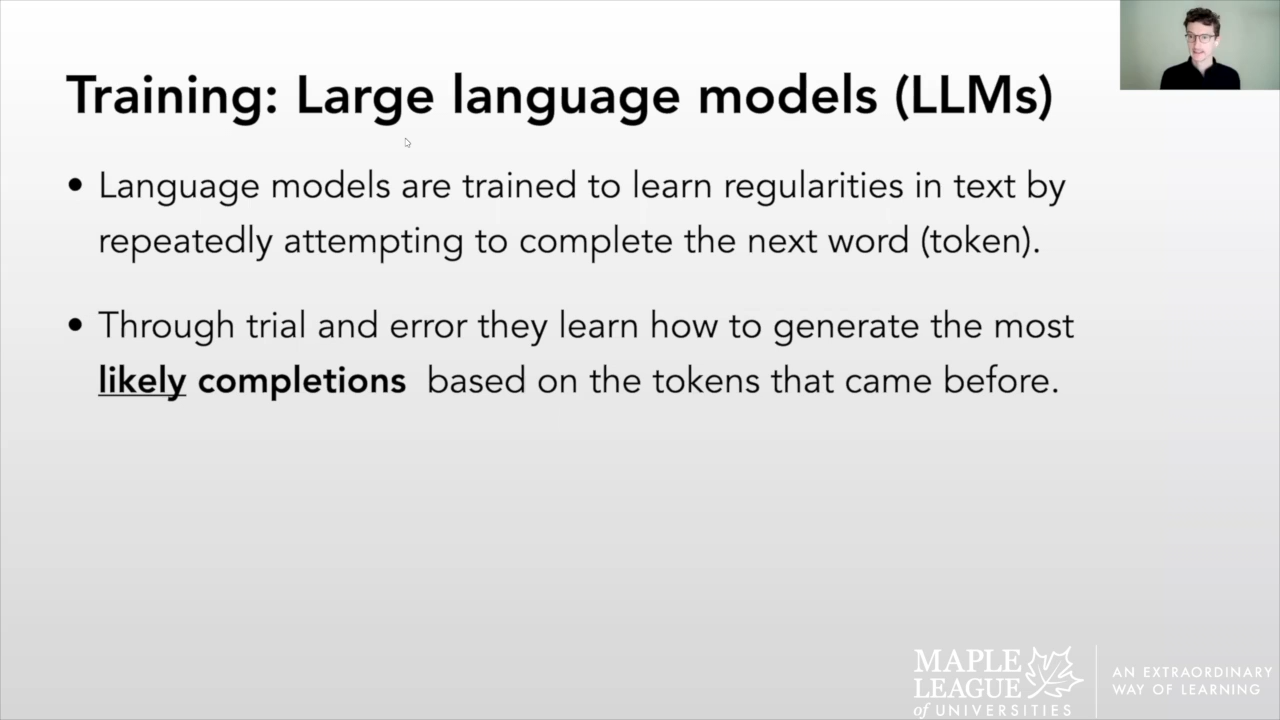 Training: Large language models (LLMs)
• Language models are trained to learn regularities in text by
repeatedly attempting to complete the next word (token).
• Through trial and error they learn how to generate the most
likely completions based on the tokens that came before.
MAPLE
LEAGUE
of UNIVERSITIES
AN EXTRAORDINARY
WAY OF LEARNING